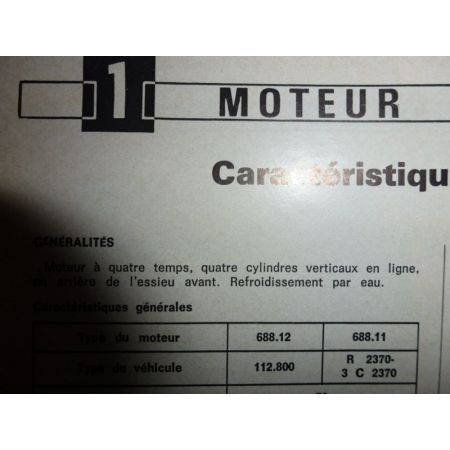 1 MOTEUR
Caractéristiqu
GÉNÉRALITÉS
Moteur à quatre temps, quatre cylindres verticaux en ligne,
en arrière de l'essieu avant. Refroidissement par eau.
Caractéristiques générales
Type du moteur 688.12 688.11
Type du véhicule 112.800 R 2370-
3 C 2370